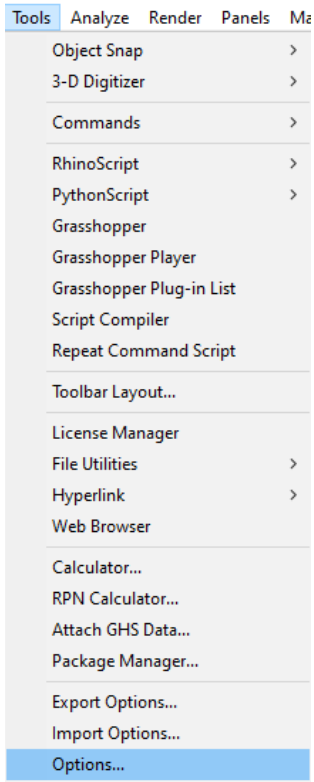 Tools Analyze Render Panels Ma
Object Snap
3-D Digitizer
Commands
RhinoScript
PythonScript
Grasshopper
Grasshopper Player
Grasshopper Plug-in List
Script Compiler
Repeat Command Script
Toolbar Layout...
License Manager
File Utilities
Hyperlink
Web Browser
Calculator...
RPN Calculator...
Attach GHS Data...
Package Manager...
Export Options...
Import Options...
Options...